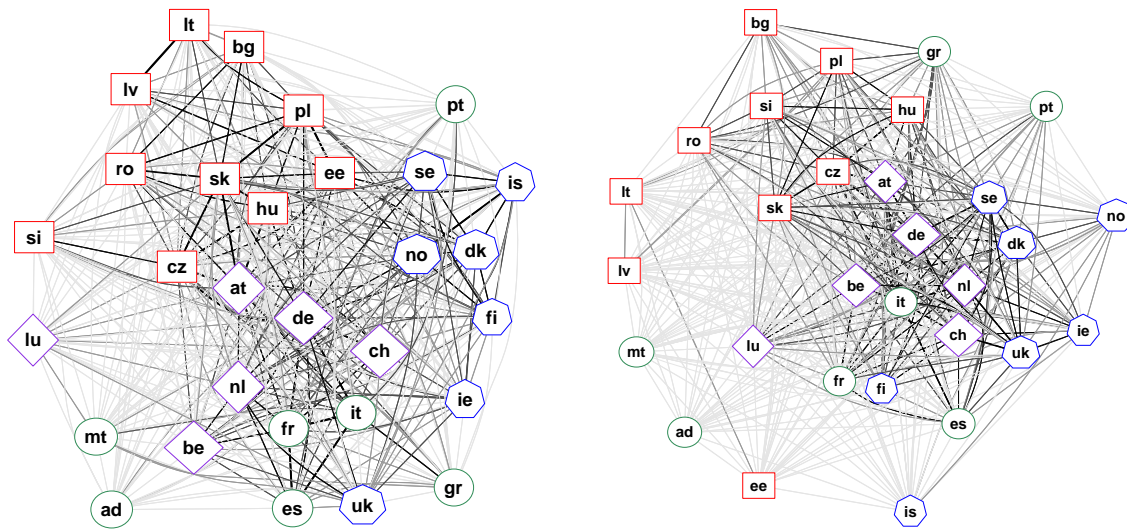 lt
bg
lv
pl
pt
ro
sk
ee
se
is
hu
si
cz
no
dk
at
de
fi
lu
ch
nl
ie
mt
fr
it
be
ad
es
uk
gr
bg
gr
pl
si
hu
pt
ro
cz
at
lt
sk
se
no
de
dk
lv
be
nl
it
mt
lu
ch
ie
uk
fr
fi
ad
es
ee
is